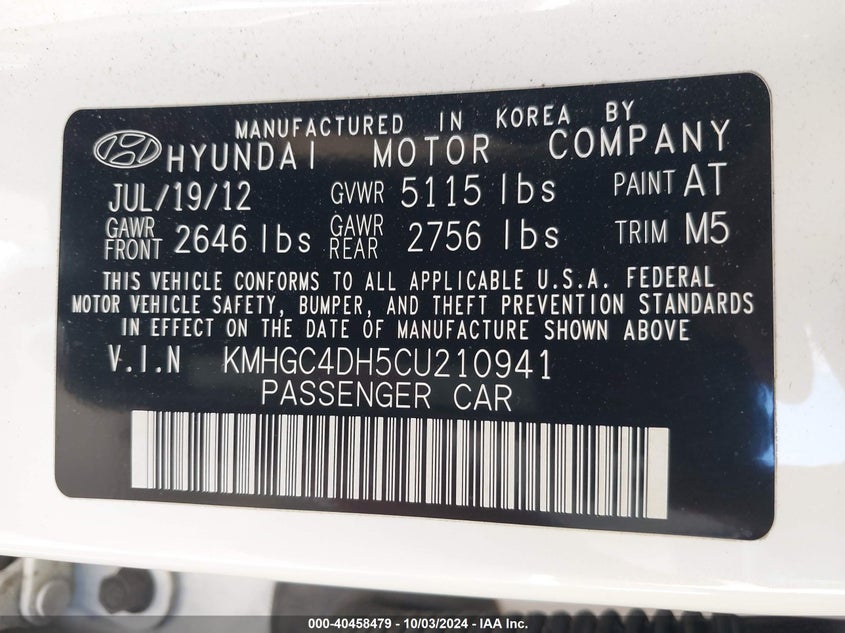 MANUFACTURED IN KOREA BY
HYUNDAI MOTOR COMPANY
JUL/19/12 GVWR 5115 lbs PAINT AT
GAWR FRONT 2646 lbs GAWR REAR 2756 lbs TRIM M5
THIS VEHICLE CONFORMS TO ALL APPLICABLE U.S.A. FEDERAL
MOTOR VEHICLE SAFETY, BUMPER, AND THEFT PREVENTION STANDARDS
IN EFFECT ON THE DATE OF MANUFACTURE SHOWN ABOVE
V.I.N KMHGC4DH5CU210941
PASSENGER CAR
000-40458479 - 10/03/2024 - IAA Inc.